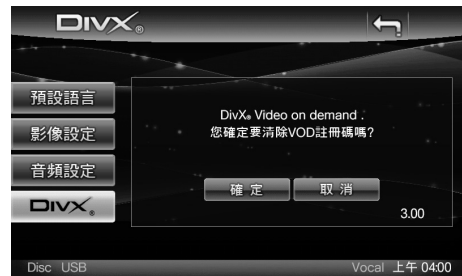 DIVX®
預設語言
影像設定
音頻設定
DIVX®
DivX® Video on demand .
您確定要清除VOD註冊碼嗎?
確定 取消
3.00
Disc USB Vocal 上午 04:00